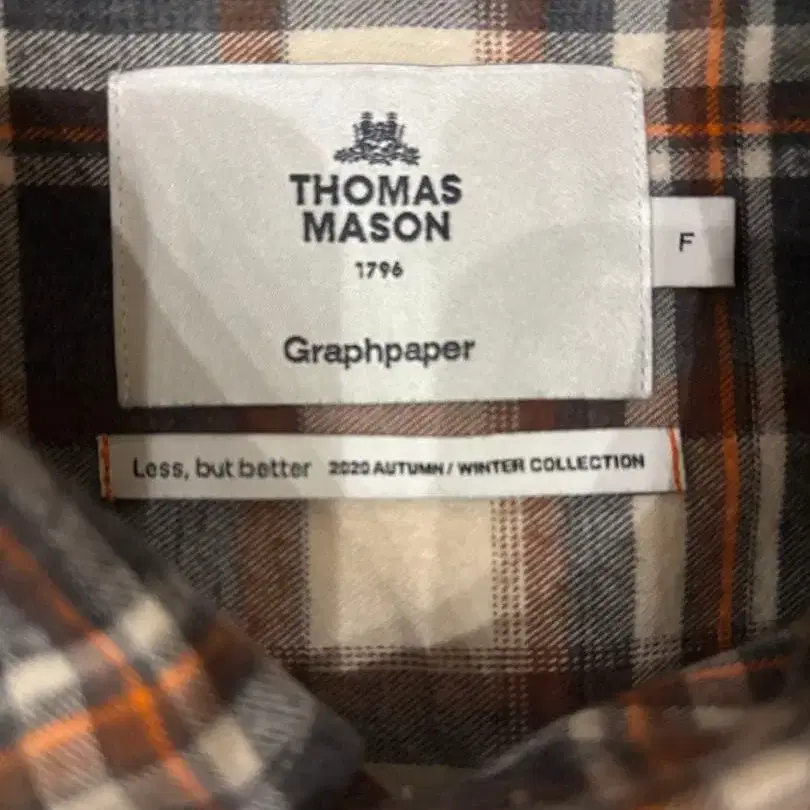 THOMAS
MASON
1796
Graphpaper
F
Less, but better 2020 AUTUMN / WINTER COLLECTION